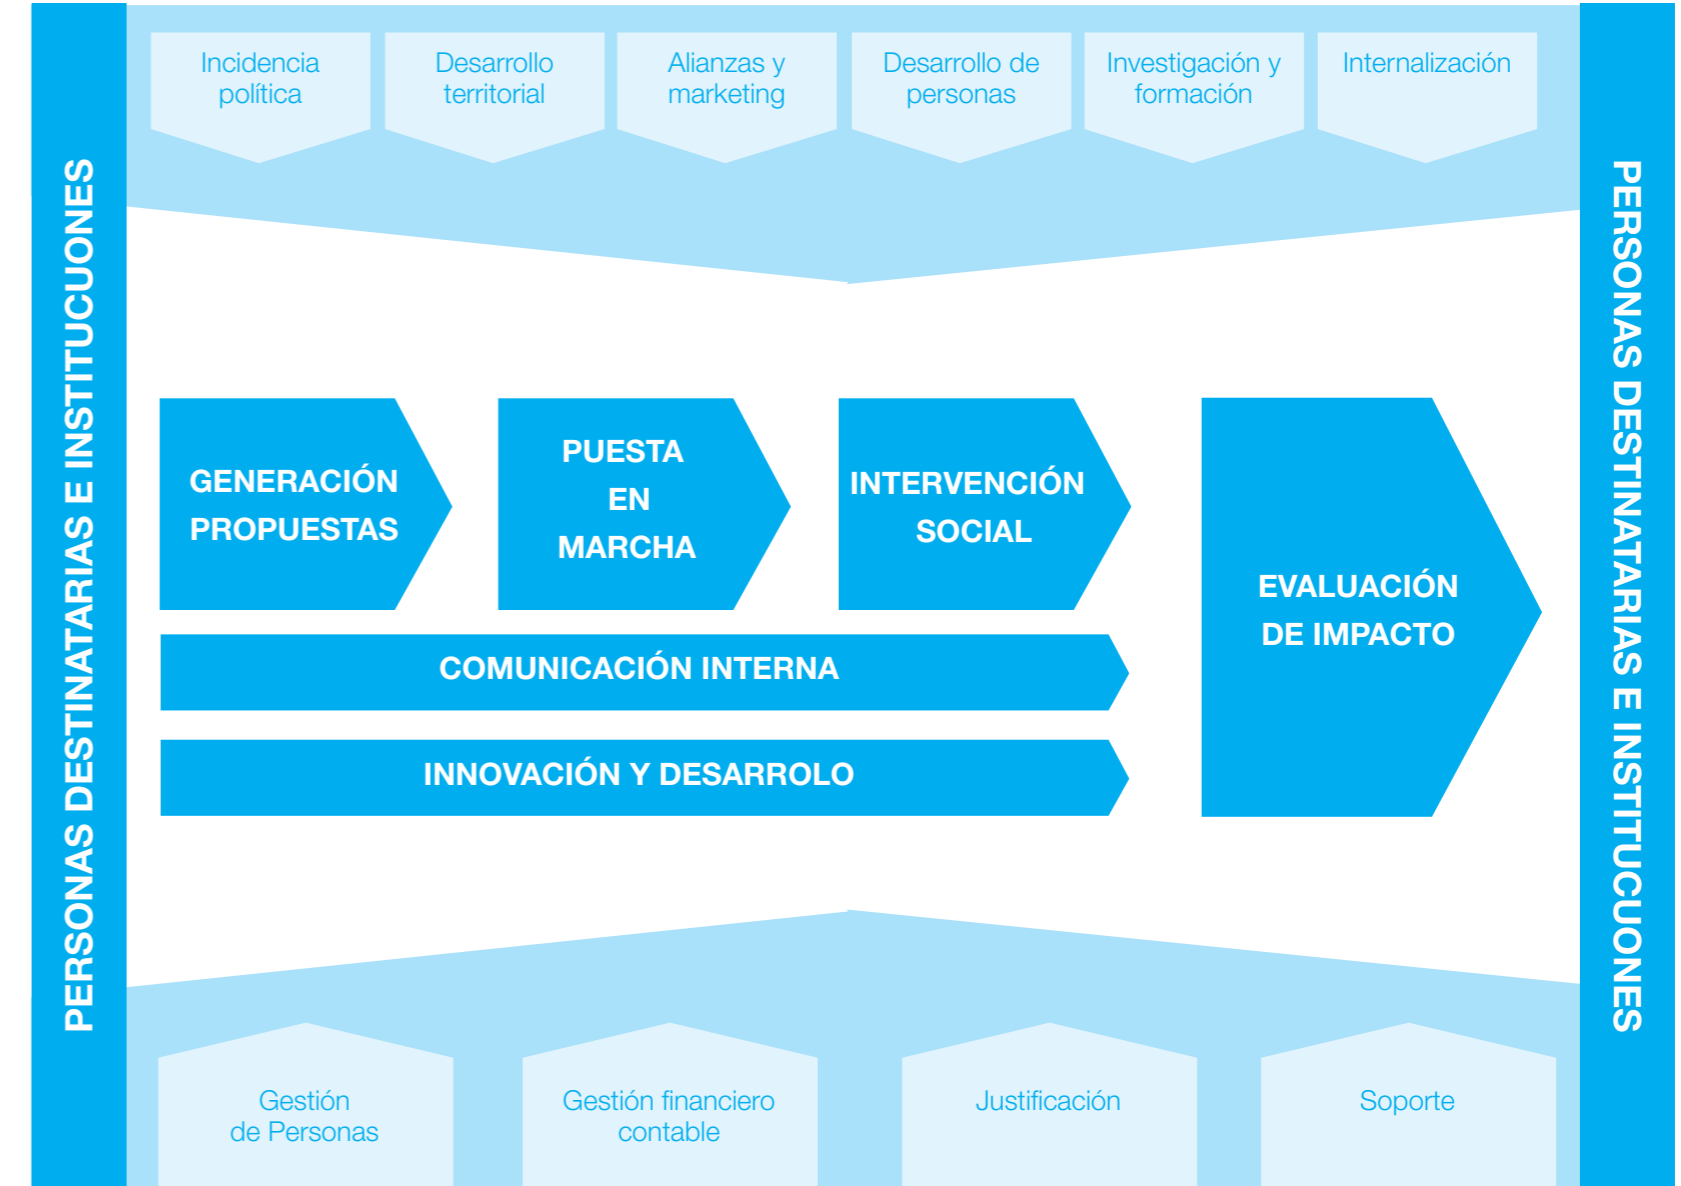 PERSONAS DESTINATARIAS E INSTITUCUONES
Incidencia
política
Desarrollo
territorial
Alianzas y
marketing
Desarrollo de
personas
Investigación y
formación
Internalización
GENERACIÓN
PROPUESTAS
PUESTA
EN
MARCHA
INTERVENCIÓN
SOCIAL
EVALUACIÓN
DE IMPACTO
COMUNICACIÓN INTERNA
INNOVACIÓN Y DESARROLO
Gestión
de Personas
Gestión financiero
contable
Justificación
Soporte
PERSONAS DESTINATARIAS E INSTITUCUONES